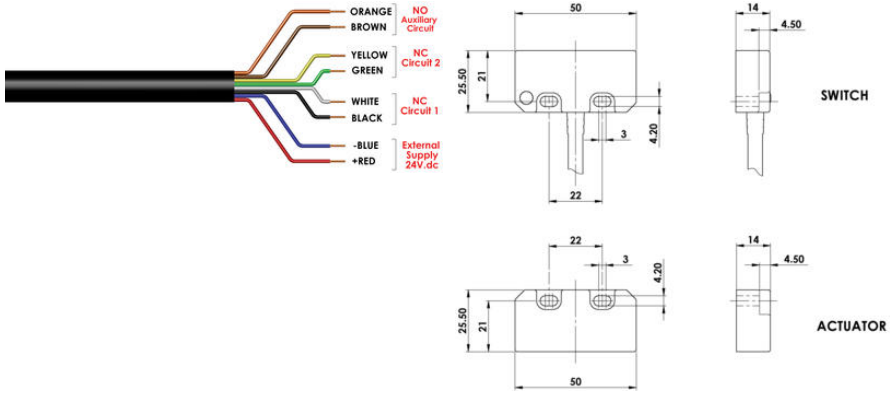 ORANGE
BROWN
NO
Auxiliary
Circuit
YELLOW
GREEN
NC
Circuit 2
WHITE
BLACK
NC
Circuit 1
-BLUE
+RED
External
Supply
24V.dc
50
25.50
21
4.20
3
22
14
4.50
SWITCH
22
3
4.20
25.50
21
50
14
4.50
ACTUATOR